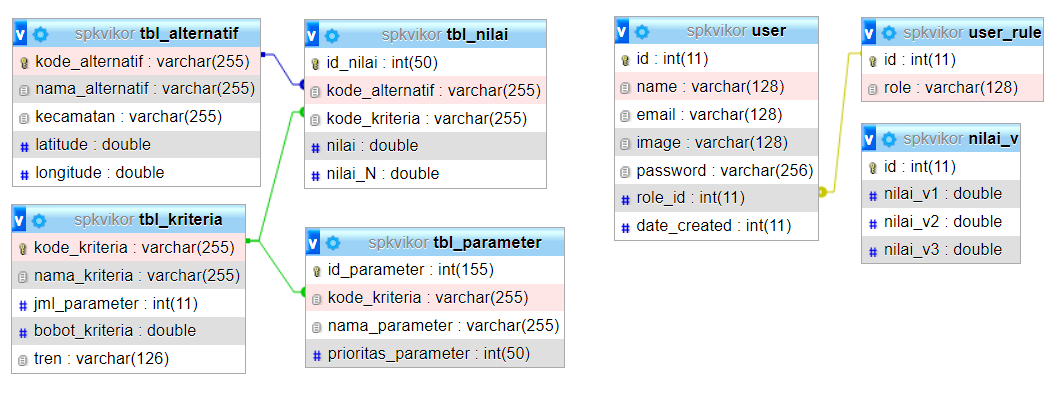 v spkvikor tbl_alternatif
kode_alternatif : varchar(255)
nama_alternatif : varchar(255)
kecamatan : varchar(255)
# latitude : double
# longitude : double
v spkvikor tbl_nilai
id_nilai : int(50)
kode_alternatif : varchar(255)
kode_kriteria : varchar(255)
# nilai : double
# nilai_N : double
v spkvikor tbl_kriteria
kode_kriteria : varchar(255)
nama_kriteria : varchar(255)
# jml_parameter : int(11)
# bobot_kriteria : double
tren : varchar(126)
v spkvikor tbl_parameter
id_parameter : int(155)
kode_kriteria : varchar(255)
nama_parameter : varchar(255)
# prioritas_parameter : int(50)
v spkvikor user
id : int(11)
name : varchar(128)
email : varchar(128)
image : varchar(128)
password : varchar(256)
# role_id : int(11)
# date_created : int(11)
v spkvikor user_rule
id : int(11)
role : varchar(128)
v spkvikor nilai_v
id : int(11)
# nilai_v1 : double
# nilai_v2 : double
# nilai_v3 : double